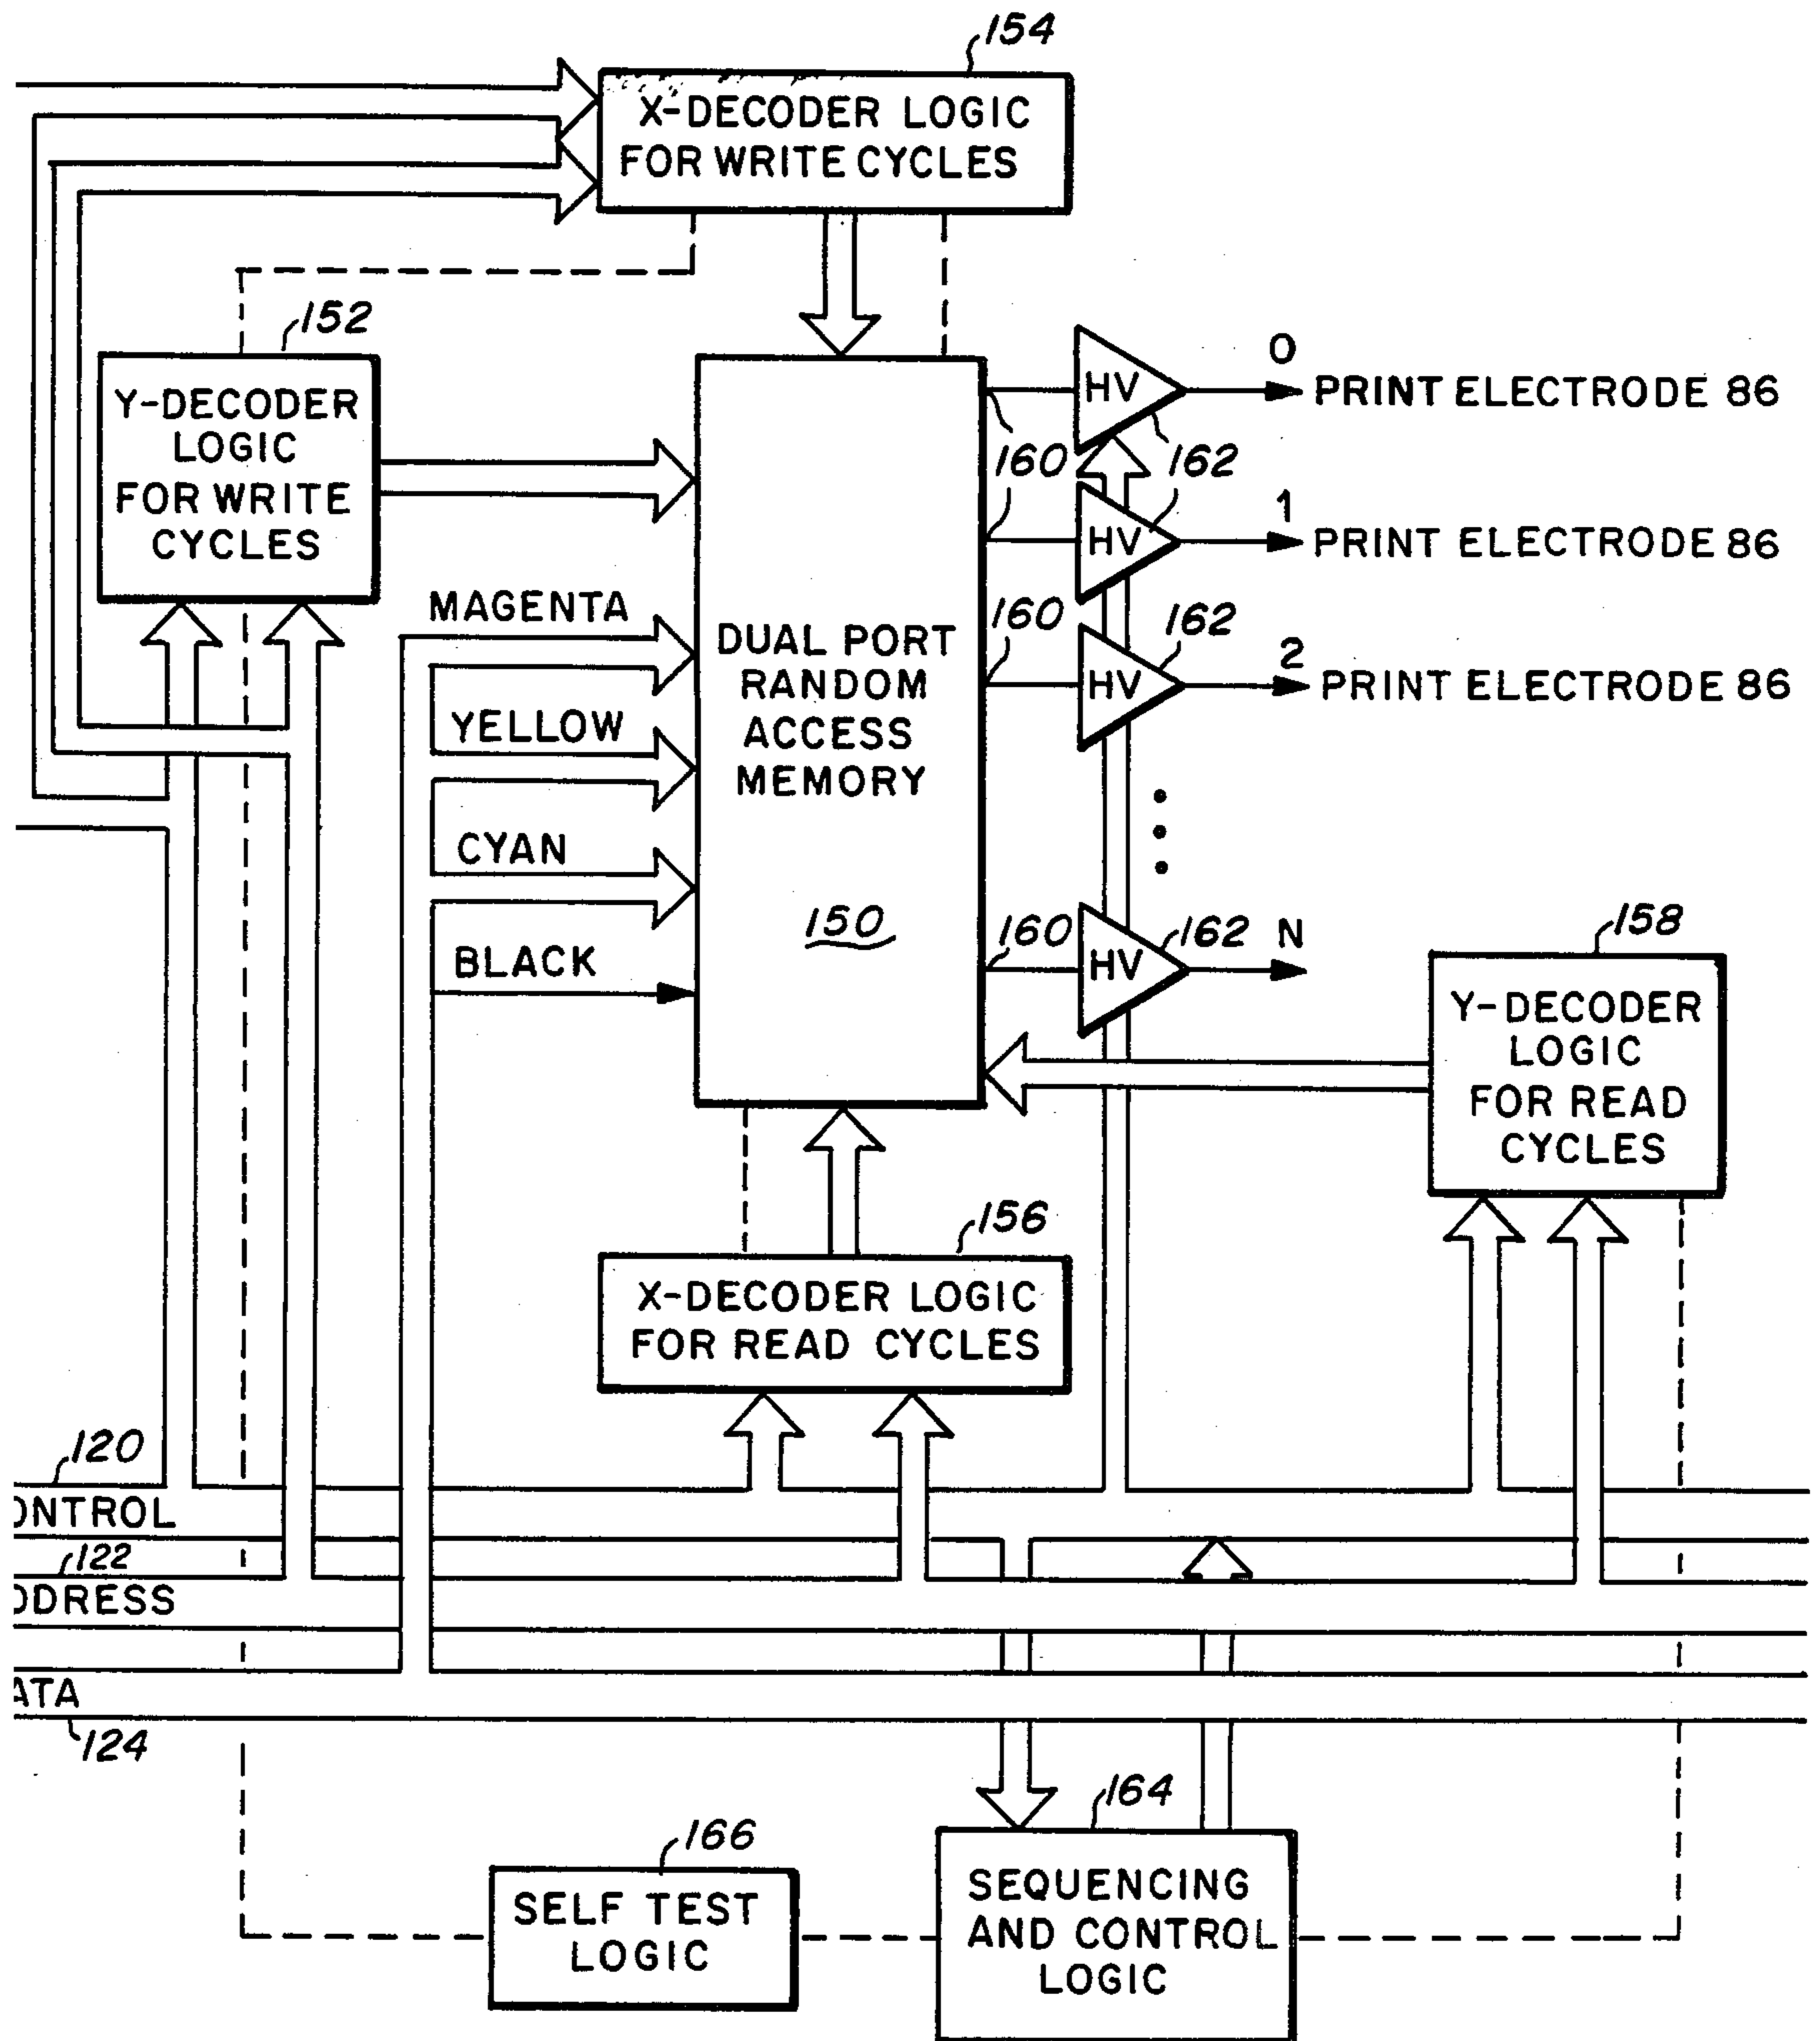 154
X-DECODER LOGIC
FOR WRITE CYCLES
152
Y-DECODER
LOGIC
FOR WRITE
CYCLES
HV
0
PRINT ELECTRODE 86
160
162
HV
1
PRINT ELECTRODE 86
160
162
HV
2
PRINT ELECTRODE 86
160
162
MAGENTA
YELLOW
CYAN
BLACK
DUAL PORT
RANDOM
ACCESS
MEMORY
150
160
HV
162
N
158
Y-DECODER
LOGIC
FOR READ
CYCLES
156
X-DECODER LOGIC
FOR READ CYCLES
120
ONTROL
122
DDRESS
ATA
124
164
SEQUENCING
AND CONTROL
LOGIC
166
SELF TEST
LOGIC